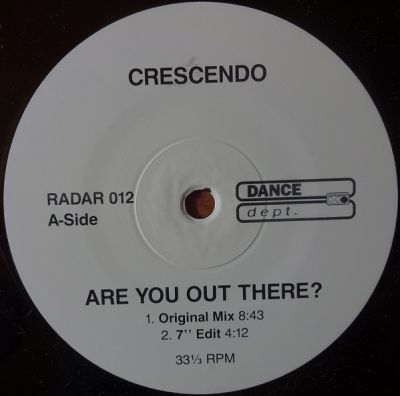 CRESCENDO
RADAR 012
A-Side
DANCE
dept.
ARE YOU OUT THERE?
1. Original Mix 8:43
2. 7'' Edit 4:12
33⅓ RPM